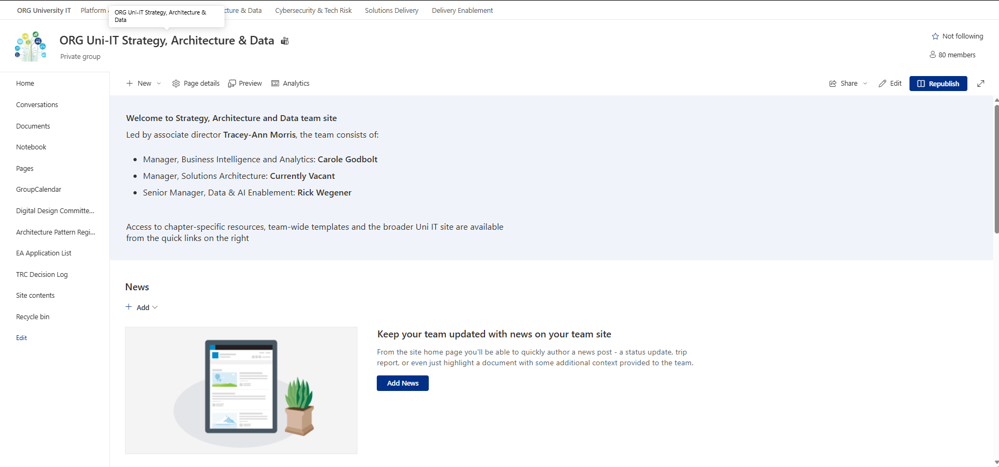 ORG University IT
Platform
ORG Uni-IT Strategy, Architecture &
Data
cture & Data
Cybersecurity & Tech Risk
Solutions Delivery
Delivery Enablement
ORG Uni-IT Strategy, Architecture & Data
Private group
Not following
80 members
Home
Conversations
Documents
Notebook
Pages
GroupCalendar
Digital Design Committe...
Architecture Pattern Regi...
EA Application List
TRC Decision Log
Site contents
Recycle bin
Edit
New
Page details
Preview
Analytics
Share
Edit
Republish
Welcome to Strategy, Architecture and Data team site
Led by associate director Tracey-Ann Morris, the team consists of:
Manager, Business Intelligence and Analytics: Carole Godbolt
Manager, Solutions Architecture: Currently Vacant
Senior Manager, Data & AI Enablement: Rick Wegener
Access to chapter-specific resources, team-wide templates and the broader Uni IT site are available
from the quick links on the right
News
Add
Keep your team updated with news on your team site
From the site home page you'll be able to quickly author a news post - a status update, trip
report, or even just highlight a document with some additional context provided to the team.
Add News